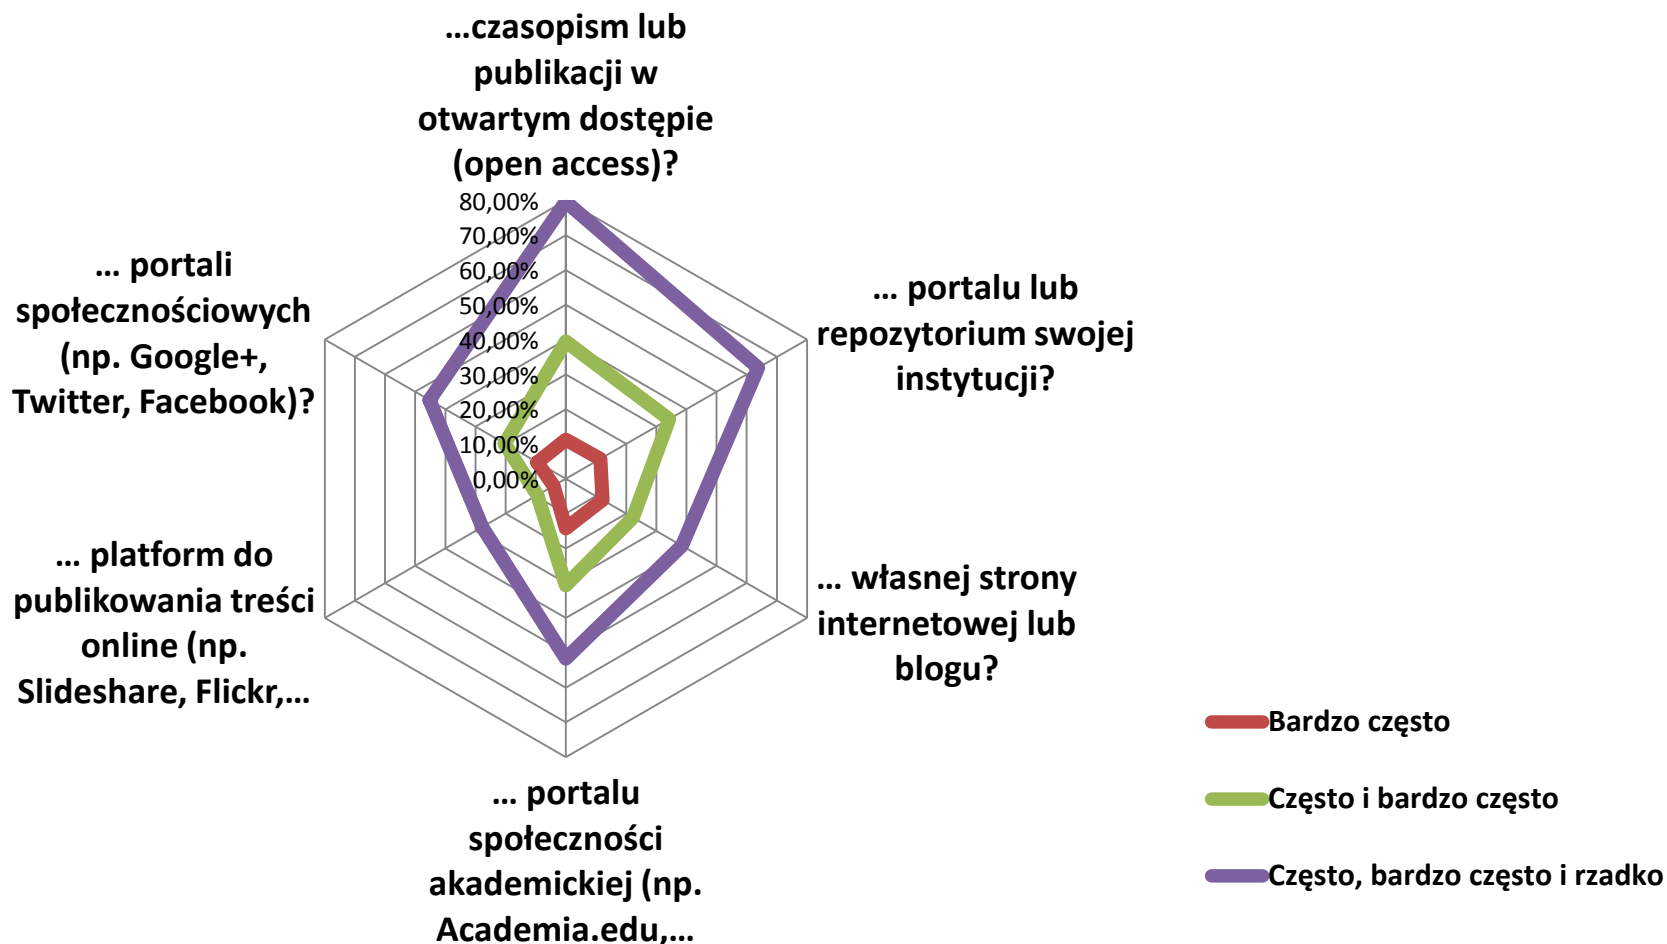 ...czasopism lub
publikacji w
otwartym dostępie
(open access)?
80,00%
70,00%
60,00%
50,00%
40,00%
30,00%
20,00%
10,00%
0,00%
... portalu lub
repozytorium swojej
instytucji?
... własnej strony
internetowej lub
blogu?
... portalu
społeczności
akademickiej (np.
Academia.edu,...
... platform do
publikowania treści
online (np.
Slideshare, Flickr,...
... portali
społecznościowych
(np. Google+,
Twitter, Facebook)?
Bardzo często
Często i bardzo często
Często, bardzo często i rzadko